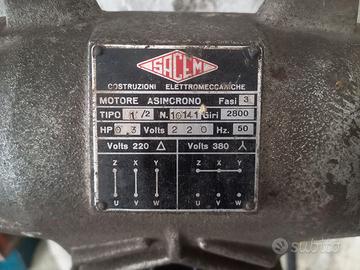 SACEM
COSTRUZIONI ELETTROMECCANICHE
MOTORE ASINCRONO Fasi 3
TIPO 1/2 N. 10141 Giri 2800
HP 0,3 Volts 220 Hz. 50
Volts 220 △ Volts 380 ⅄
Z X Y Z X Y
U V W U V W
subito